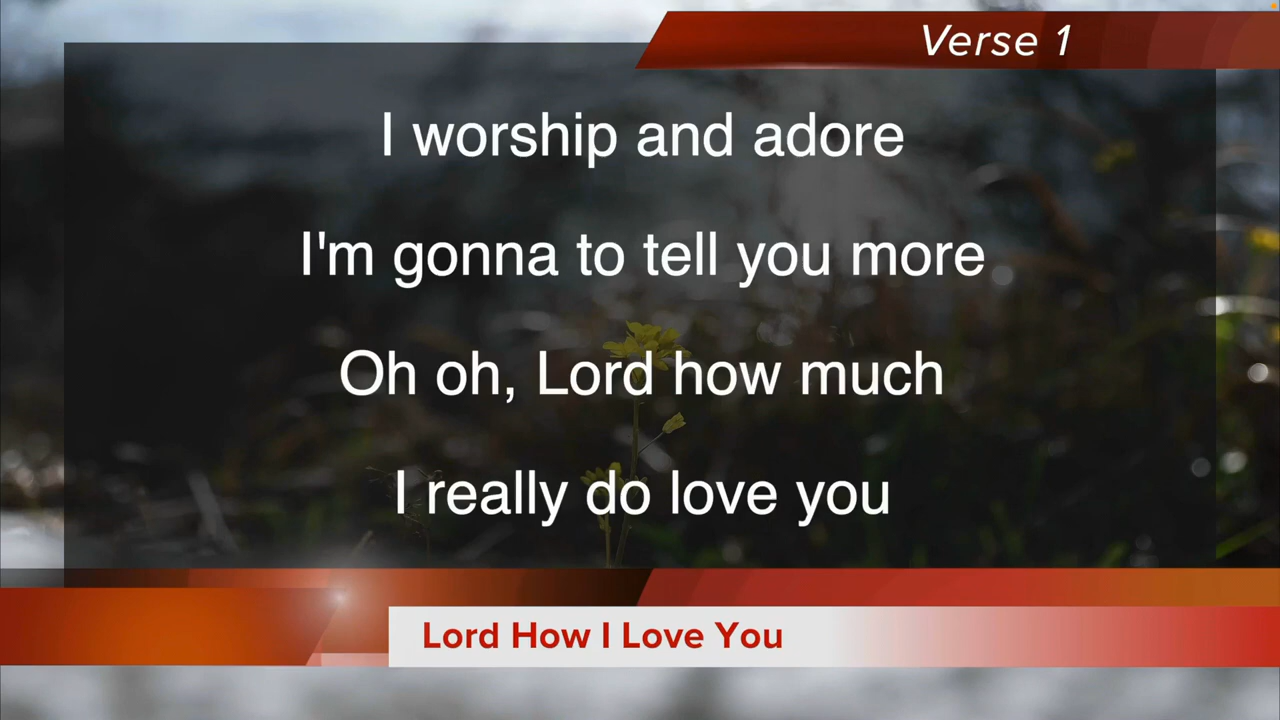 Verse 1
I worship and adore
I'm gonna to tell you more
Oh oh, Lord how much
I really do love you
Lord How I Love You